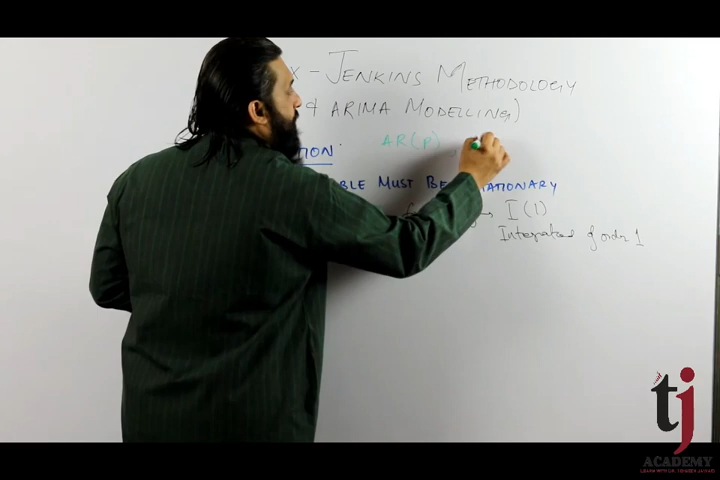 x - JENKINS METHODOLOGY
& ARIMA MODELLING)
TION
AR(p)
BLE MUST BE STATIONARY
→ I(1)
Integrated of order 1
tj
ACADEMY